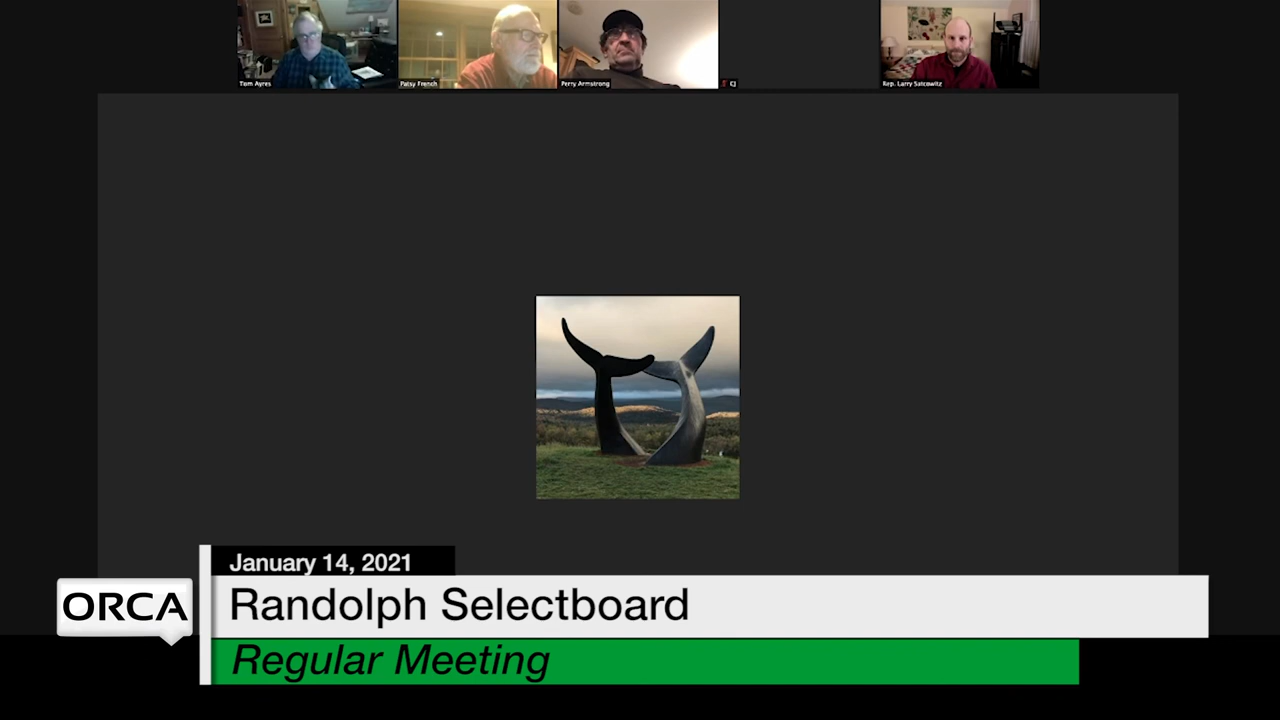 Tom Ayres
Patsy French
Perry Armstrong
CJ
Rep. Larry Satcowitz
January 14, 2021
ORCA
Randolph Selectboard
Regular Meeting